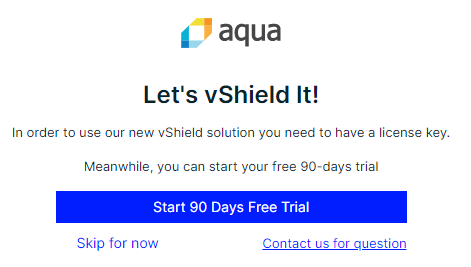 aqua
Let's vShield It!
In order to use our new vShield solution you need to have a license key.
Meanwhile, you can start your free 90-days trial
Start 90 Days Free Trial
Skip for now
Contact us for question